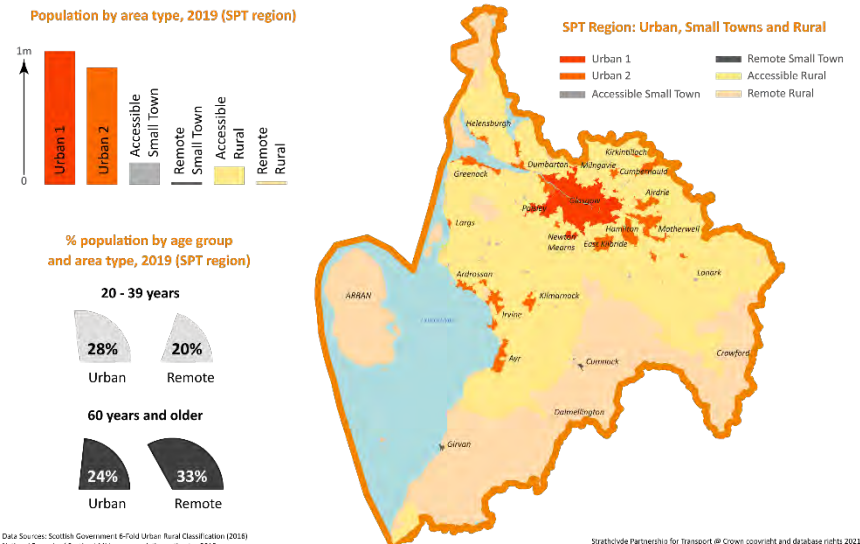 Population by area type, 2019 (SPT region)
1m
0
Urban 1
Urban 2
Accessible
Small Town
Remote
Small Town
Accessible
Rural
Remote
Rural
% population by age group
and area type, 2019 (SPT region)
20 - 39 years
28%
20%
Urban
Remote
60 years and older
24%
33%
Urban
Remote
SPT Region: Urban, Small Towns and Rural
Urban 1
Urban 2
Accessible Small Town
Remote Small Town
Accessible Rural
Remote Rural
Helensburgh
Kirkintilloch
Dumbarton
Milngavie
Cumbernauld
Greenock
Airdrie
Glasgow
Paisley
Largs
Hamilton
Motherwell
Newton
Mearns
East Kilbride
Lanark
Ardrossan
ARRAN
Kilmarnock
Irvine
Ayr
Cumnock
Crawford
Dalmellington
Girvan
Data Sources: Scottish Government 6-Fold Urban Rural Classification (2016)
Strathclyde Partnership for Transport @ Crown copyright and database rights 2021